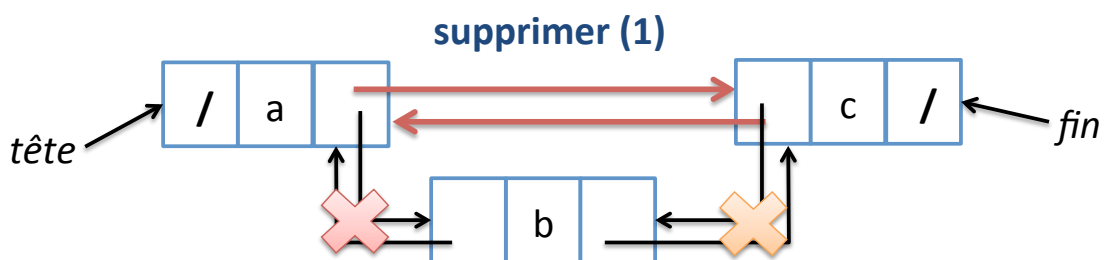 supprimer (1)
/ a
c /
tête
fin
b